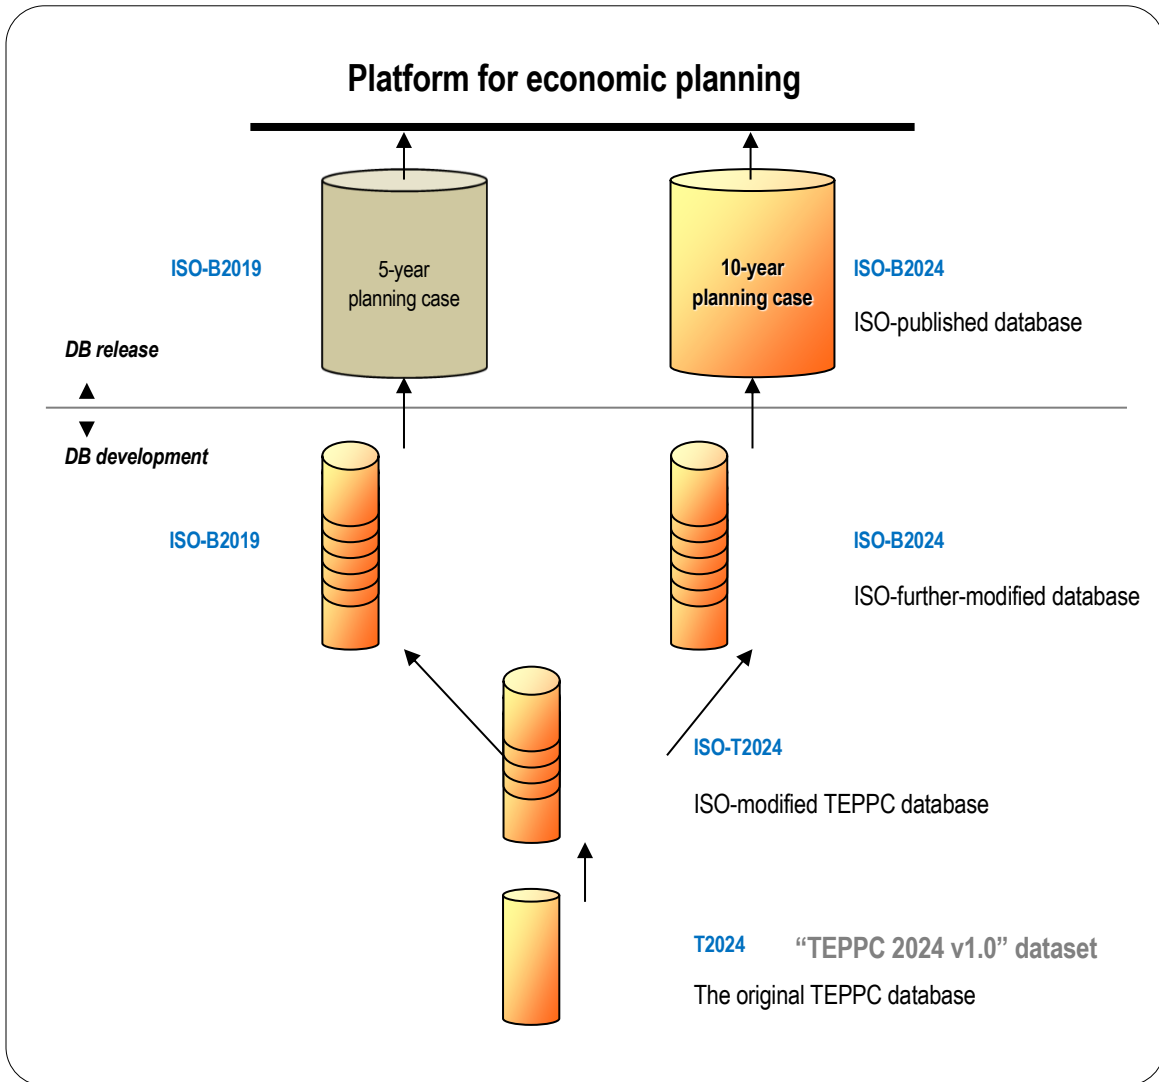 Platform for economic planning
ISO-B2019
5-year
planning case
10-year
planning case
ISO-B2024
ISO-published database
DB release
DB development
ISO-B2019
ISO-B2024
ISO-further-modified database
ISO-T2024
ISO-modified TEPPC database
T2024 “TEPPC 2024 v1.0” dataset
The original TEPPC database